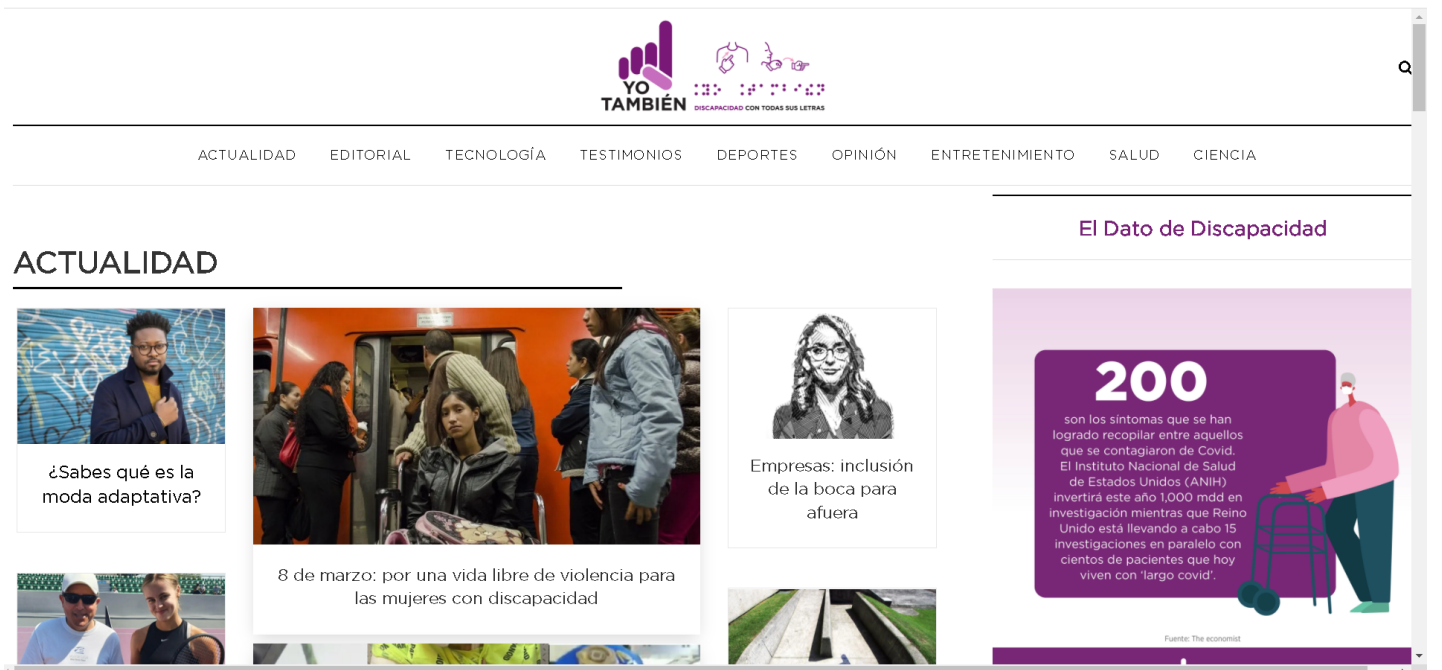 YO
TAMBIÉN
DISCAPACIDAD CON TODAS SUS LETRAS
ACTUALIDAD EDITORIAL TECNOLOGÍA TESTIMONIOS DEPORTES OPINIÓN ENTRETENIMIENTO SALUD CIENCIA
ACTUALIDAD
¿Sabes qué es la
moda adaptativa?
8 de marzo: por una vida libre de violencia para
las mujeres con discapacidad
Empresas: inclusión
de la boca para
afuera
El Dato de Discapacidad
200
son los síntomas que se han
logrado recopilar entre aquellos
que se contagiaron de Covid.
El Instituto Nacional de Salud
de Estados Unidos (ANIH)
invertirá este año 1,000 mdd en
investigación mientras que Reino
Unido está llevando a cabo 15
investigaciones en paralelo con
cientos de pacientes que hoy
viven con 'largo covid'.
Fuente: The economist